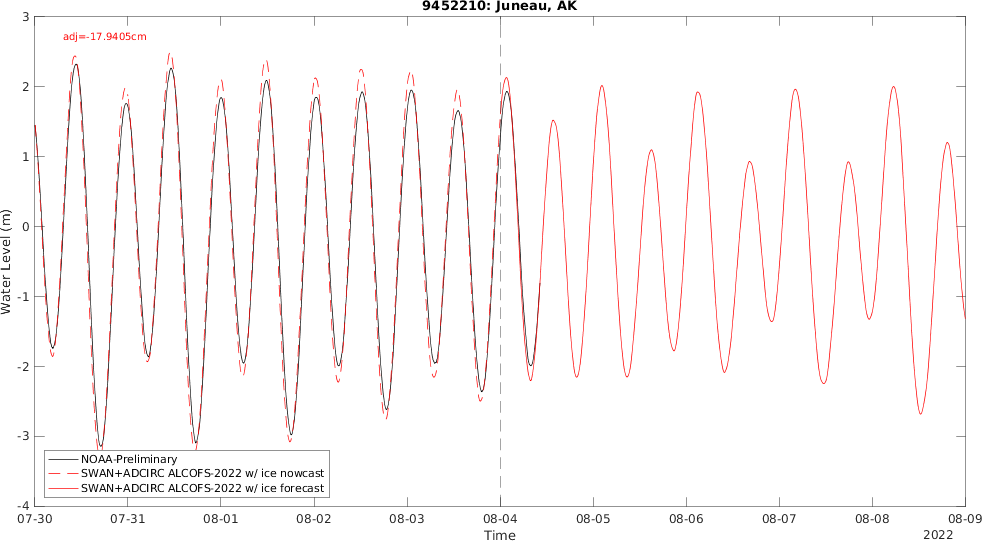 9452210: Juneau, AK
adj=-17.9405cm
3
2
1
0
-1
-2
-3
-4
Water Level (m)
NOAA-Preliminary
SWAN+ADCIRC ALCOFS-2022 w/ ice nowcast
SWAN+ADCIRC ALCOFS-2022 w/ ice forecast
07-30 07-31 08-01 08-02 08-03 08-04 08-05 08-06 08-07 08-08 08-09
Time
2022